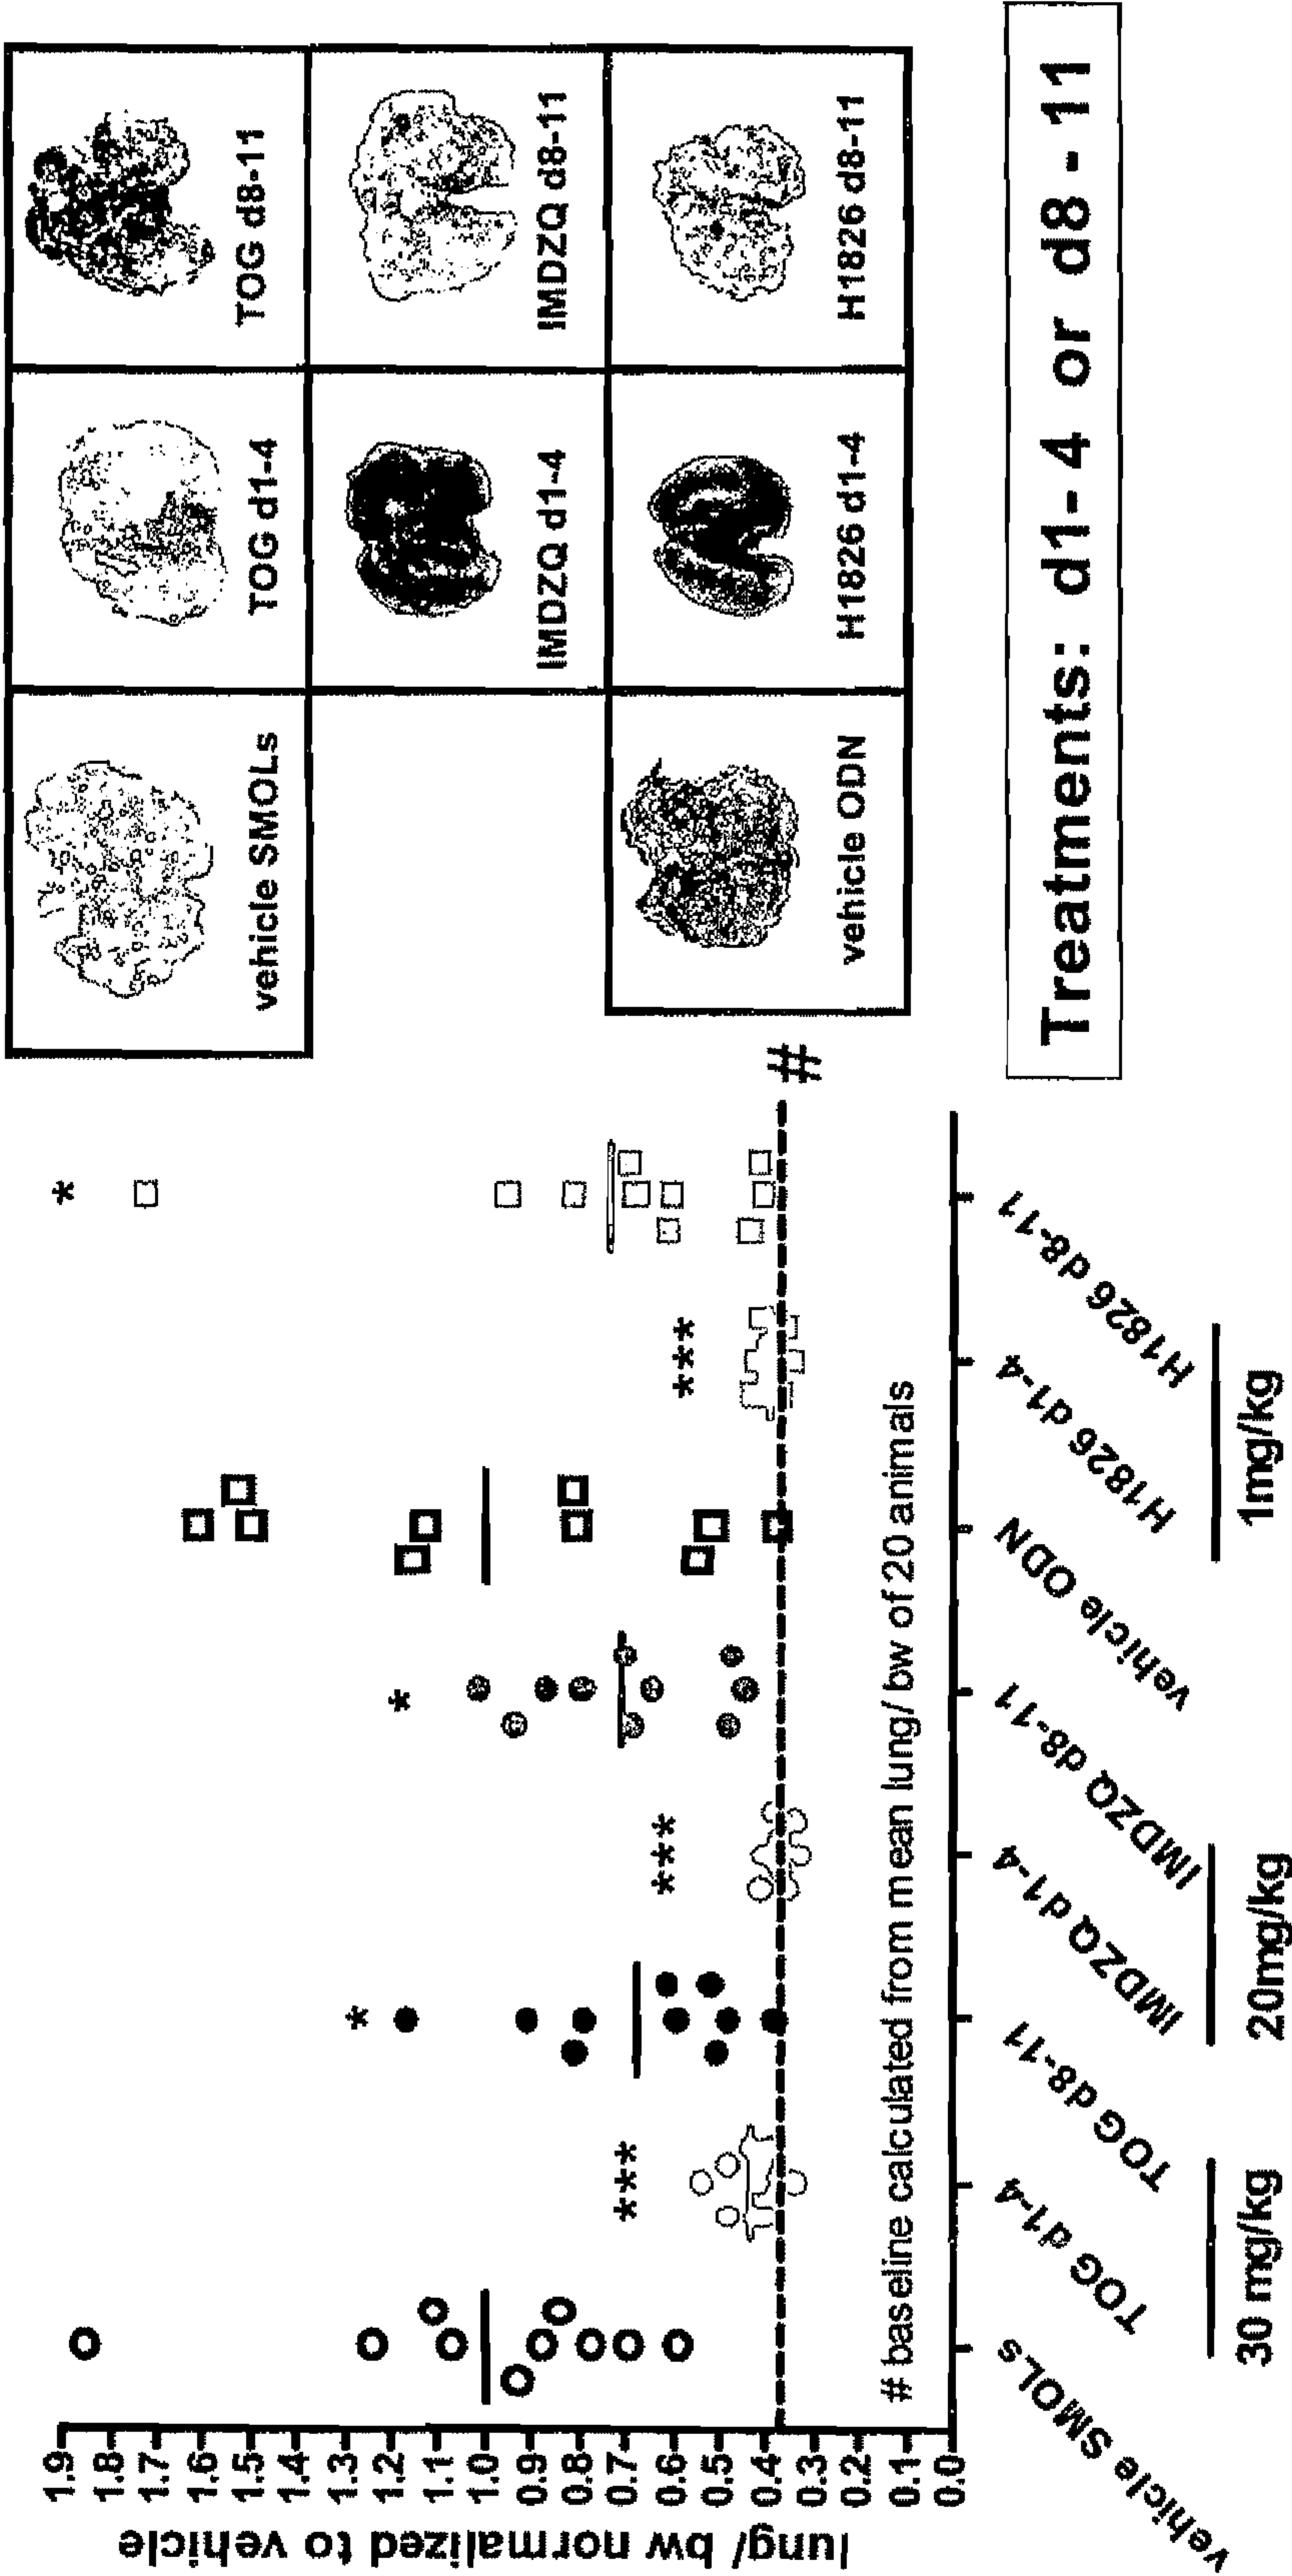 lung/ bw normalized to vehicle
1.9
1.8
1.7
1.6
1.5
1.4
1.3
1.2
1.1
1.0
0.9
0.8
0.7
0.6
0.5
0.4
0.3
0.2
0.1
0.0
***
*
***
*
***
*
#
# baseline calculated from mean lung/ bw of 20 animals
vehicle SMOLs
TOG d1-4
TOG d8-11
IMDZQ d1-4
IMDZQ d8-11
vehicle ODN
H1826 d1-4
H1826 d8-11
30 mg/kg
20mg/kg
1mg/kg
vehicle SMOLs
TOG d1-4
TOG d8-11
IMDZQ d1-4
IMDZQ d8-11
vehicle ODN
H1826 d1-4
H1826 d8-11
Treatments: d1- 4 or d8 - 11